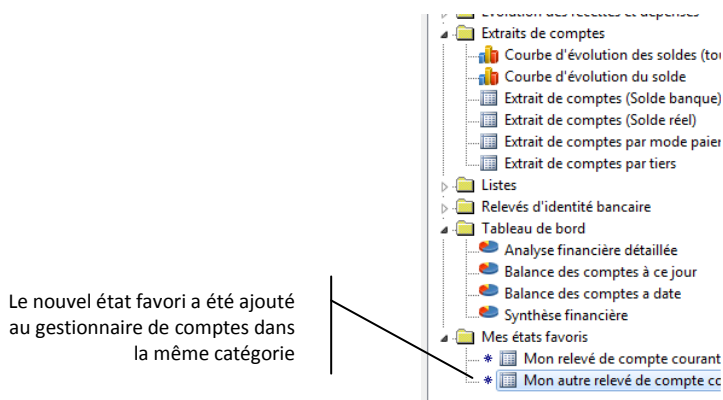 Evolution des recettes et dépenses
Extraits de comptes
Courbe d'évolution des soldes (tou
Courbe d'évolution du solde
Extrait de comptes (Solde banque)
Extrait de comptes (Solde réel)
Extrait de comptes par mode paier
Extrait de comptes par tiers
Listes
Relevés d'identité bancaire
Tableau de bord
Analyse financière détaillée
Balance des comptes à ce jour
Balance des comptes a date
Synthèse financière
Mes états favoris
Mon relevé de compte courant
Mon autre relevé de compte co
Le nouvel état favori a été ajouté
au gestionnaire de comptes dans
la même catégorie